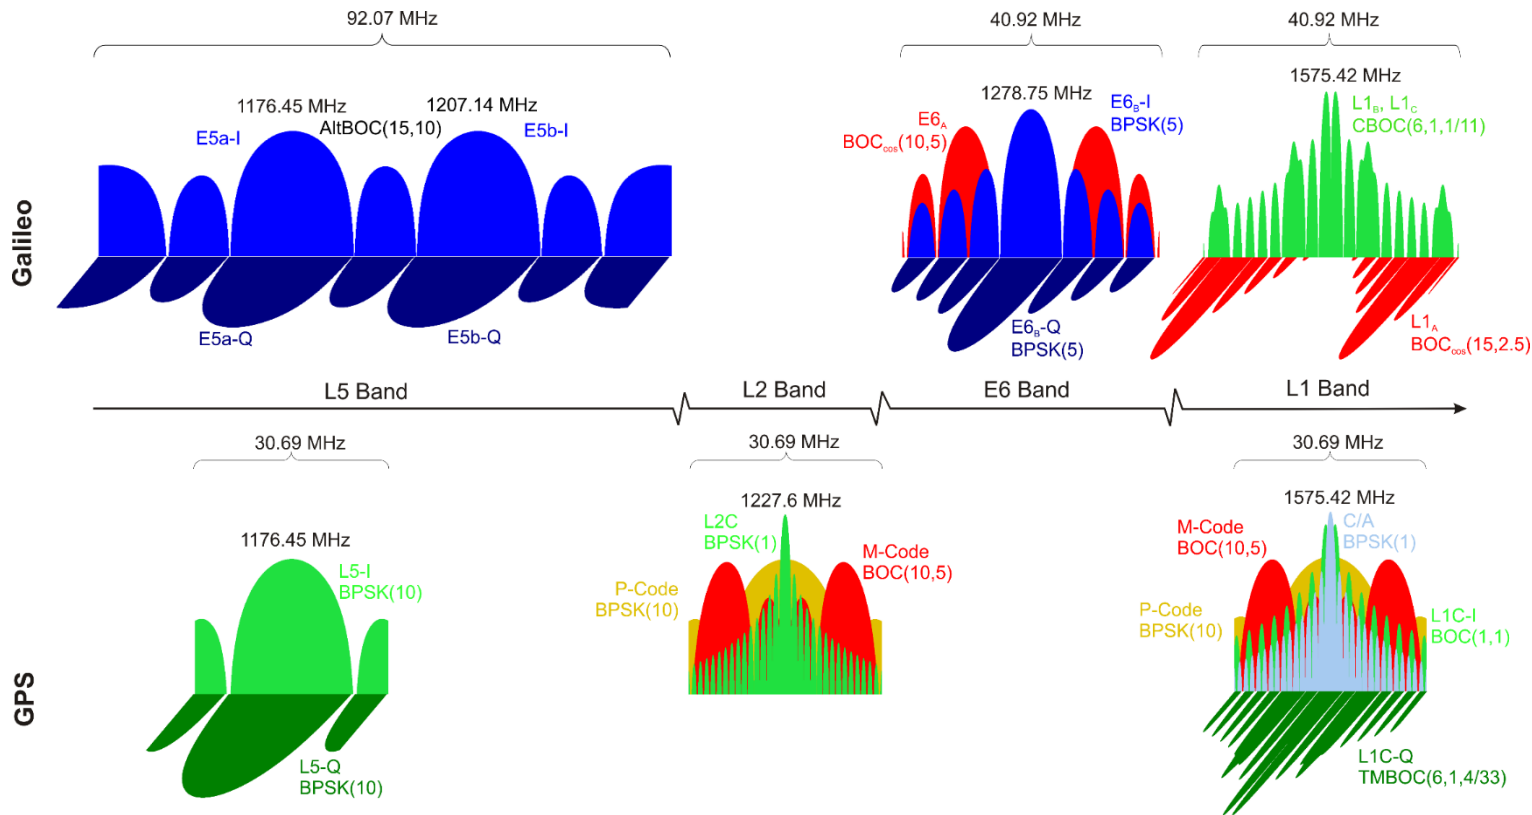 92.07 MHz
40.92 MHz
40.92 MHz
1176.45 MHz
1207.14 MHz
AltBOC(15,10)
E5a-I
E5b-I
E5a-Q
E5b-Q
1278.75 MHz
E6A
BOCcos(10,5)
E6B-I
BPSK(5)
E6B-Q
BPSK(5)
1575.42 MHz
L1B, L1C
CBOC(6,1,1/11)
L1A
BOCcos(15,2.5)
Galileo
L5 Band
L2 Band
E6 Band
L1 Band
30.69 MHz
30.69 MHz
30.69 MHz
1176.45 MHz
L5-I
BPSK(10)
L5-Q
BPSK(10)
1227.6 MHz
L2C
BPSK(1)
M-Code
BOC(10,5)
P-Code
BPSK(10)
1575.42 MHz
C/A
BPSK(1)
M-Code
BOC(10,5)
P-Code
BPSK(10)
L1C-I
BOC(1,1)
L1C-Q
TMBOC(6,1,4/33)
GPS